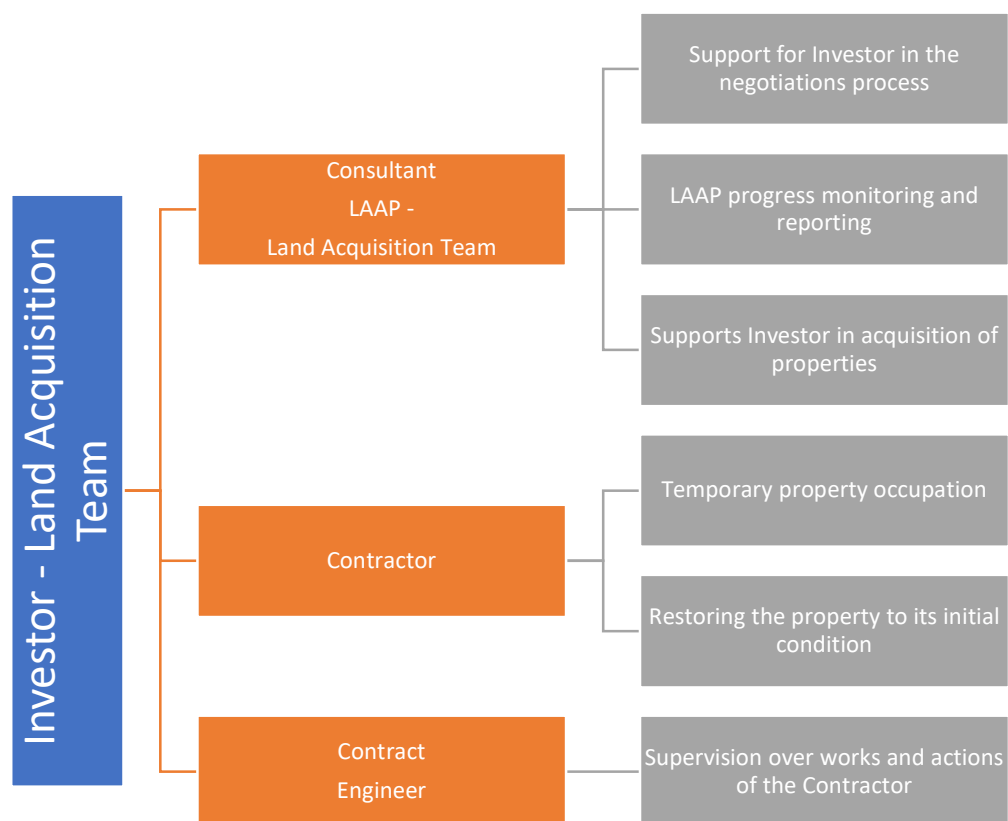 Investor - Land Acquisition
Team
Consultant
LAAP -
Land Acquisition Team
Support for Investor in the
negotiations process
LAAP progress monitoring and
reporting
Supports Investor in acquisition of
properties
Contractor
Temporary property occupation
Restoring the property to its initial
condition
Contract
Engineer
Supervision over works and actions
of the Contractor